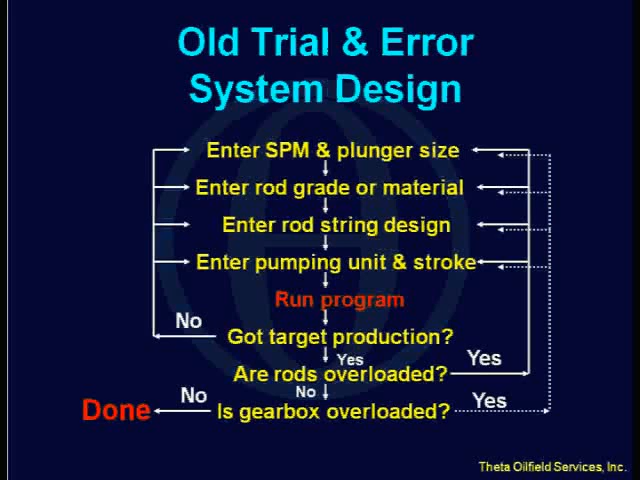 Old Trial & Error
System Design
Enter SPM & plunger size
Enter rod grade or material
Enter rod string design
Enter pumping unit & stroke
Run program
No
Got target production?
Yes
Yes
Are rods overloaded?
No
No
Yes
Done
Is gearbox overloaded?
Theta Oilfield Services, Inc.